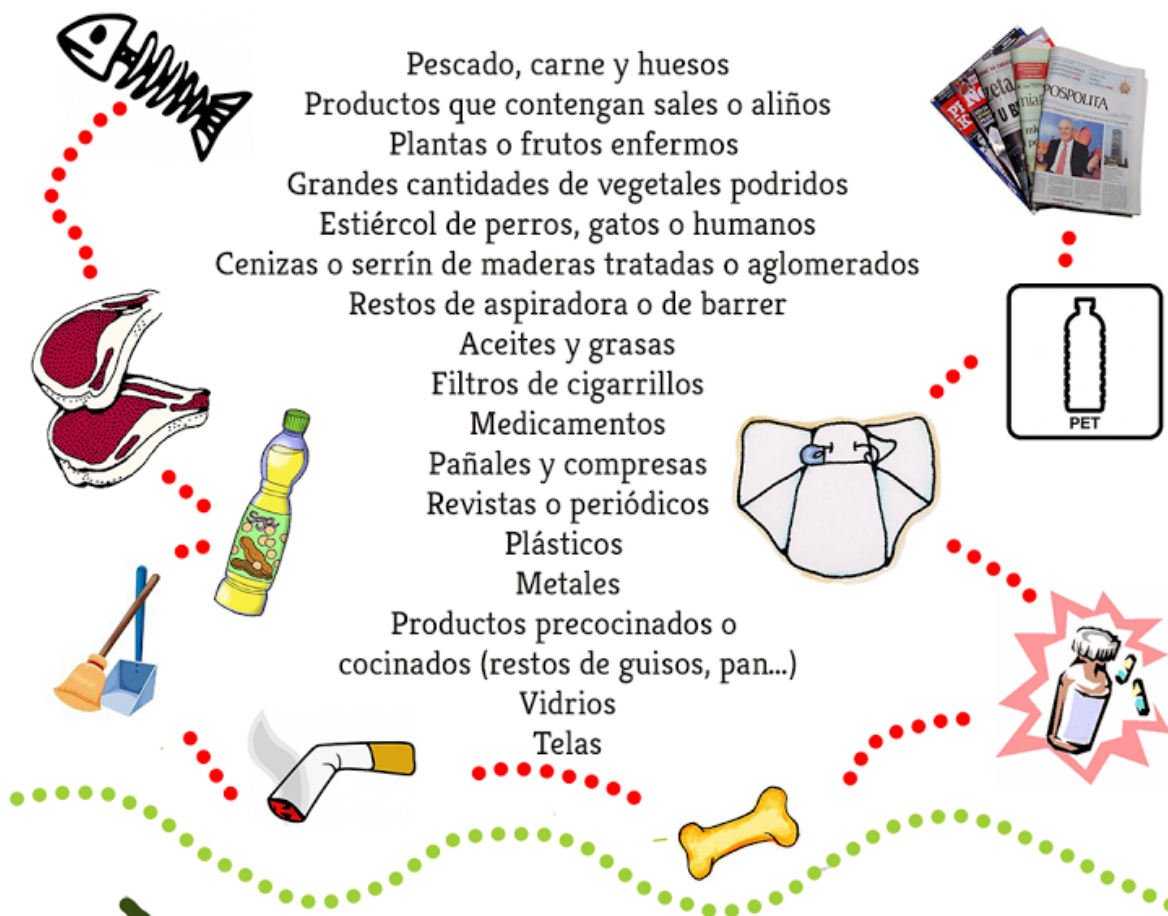 Pescado, carne y huesos
Productos que contengan sales o aliños
Plantas o frutos enfermos
Grandes cantidades de vegetales podridos
Estiércol de perros, gatos o humanos
Cenizas o serrín de maderas tratadas o aglomerados
Restos de aspiradora o de barrer
Aceites y grasas
Filtros de cigarrillos
Medicamentos
Pañales y compresas
Revistas o periódicos
Plásticos
Metales
Productos precocinados o
cocinados (restos de guisos, pan...)
Vidrios
Telas
POSPOLITA
PET